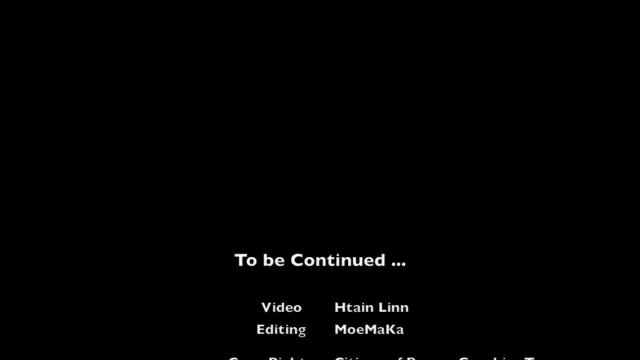 To be Continued ...
Video Htain Linn
Editing MoeMaKa